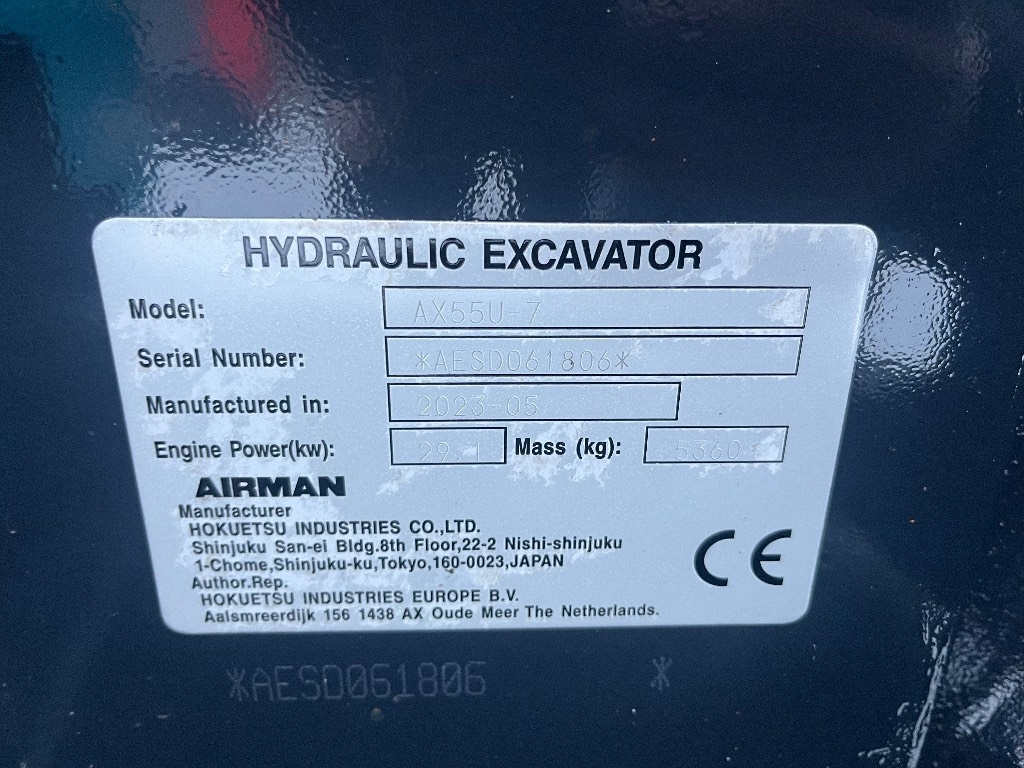 HYDRAULIC EXCAVATOR
Model: AX55U-7
Serial Number: *AESD061806*
Manufactured in: 2023-05
Engine Power(kw): 29.1 Mass (kg): 5360
AIRMAN
Manufacturer
HOKUETSU INDUSTRIES CO.,LTD.
Shinjuku San-ei Bldg.8th Floor,22-2 Nishi-shinjuku
1-Chome,Shinjuku-ku,Tokyo,160-0023,JAPAN
Author.Rep.
HOKUETSU INDUSTRIES EUROPE B.V.
Aalsmreerdijk 156 1438 AX Oude Meer The Netherlands.
CE
*AESD061806 *